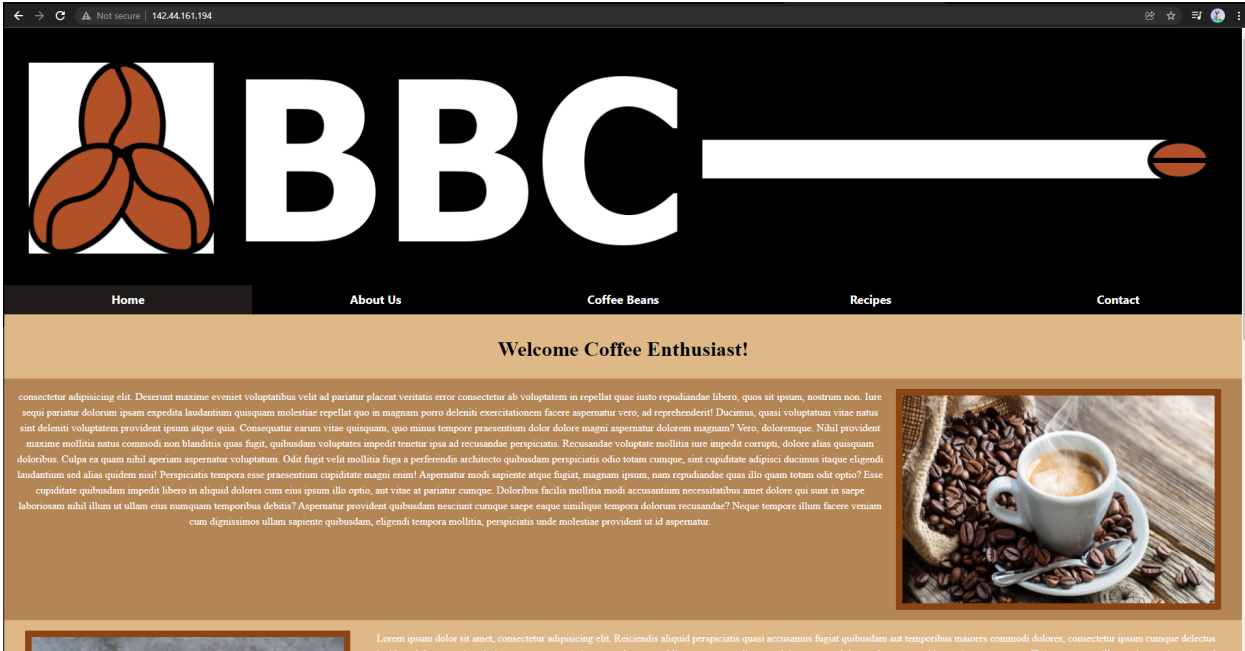 Not secure
142.44.161.194
BBC
Home
About Us
Coffee Beans
Recipes
Contact
Welcome Coffee Enthusiast!
consectetur adipisicing elit. Deserunt maxime eveniet voluptatibus velit ad pariatur placeat veritatis error consectetur ab voluptatem in repellat quae iusto repudiandae libero, quos sit ipsum, nostrum non. Iure
sequi pariatur dolorum ipsam expedita laudantium quisquam molestiae repellat quo in magnam porro deleniti exercitationem facere aspernatur vero, ad reprehenderit! Ducimus, quasi voluptatum vitae natus
sint deleniti voluptatem provident ipsum atque quia. Consequatur earum vitae quisquam, quo minus tempore praesentium dolor dolore magni aspernatur dolorem magnam? Vero, doloremque. Nihil provident
maxime mollitia natus commodi non blanditiis quas fugit, quibusdam voluptates impedit tenetur ipsa ad recusandae perspiciatis. Recusandae voluptate mollitia iure impedit corrupti, dolore alias quisquam
doloribus. Culpa ea quam nihil aperiam aspernatur voluptatum. Odit fugit velit mollitia fuga a perferendis architecto quibusdam perspiciatis odio totam cumque, sint cupiditate adipisci ducimus itaque eligendi
laudantium sed alias quidem nisi! Perspiciatis tempora esse praesentium cupiditate magni enim! Aspernatur modi sapiente atque fugiat, magnam ipsum, nam repudiandae quas illo quam totam odit optio? Esse
cupiditate quibusdam impedit libero in aliquid dolores cum eius ipsum illo optio, aut vitae at pariatur cumque. Doloribus facilis mollitia modi accusantium necessitatibus amet dolore qui sunt in saepe
laboriosam nihil illum ut ullam eius numquam temporibus debitis? Aspernatur provident quibusdam nesciunt cumque saepe eaque similique tempora dolorum recusandae? Neque tempore illum facere veniam
cum dignissimos ullam sapiente quibusdam, eligendi tempora mollitia, perspiciatis unde molestiae provident ut id aspernatur.
Lorem ipsum dolor sit amet, consectetur adipisicing elit. Reiciendis aliquid perspiciatis quasi accusamus fugiat quibusdam aut temporibus maiores commodi dolores, consectetur ipsum cumque delectus